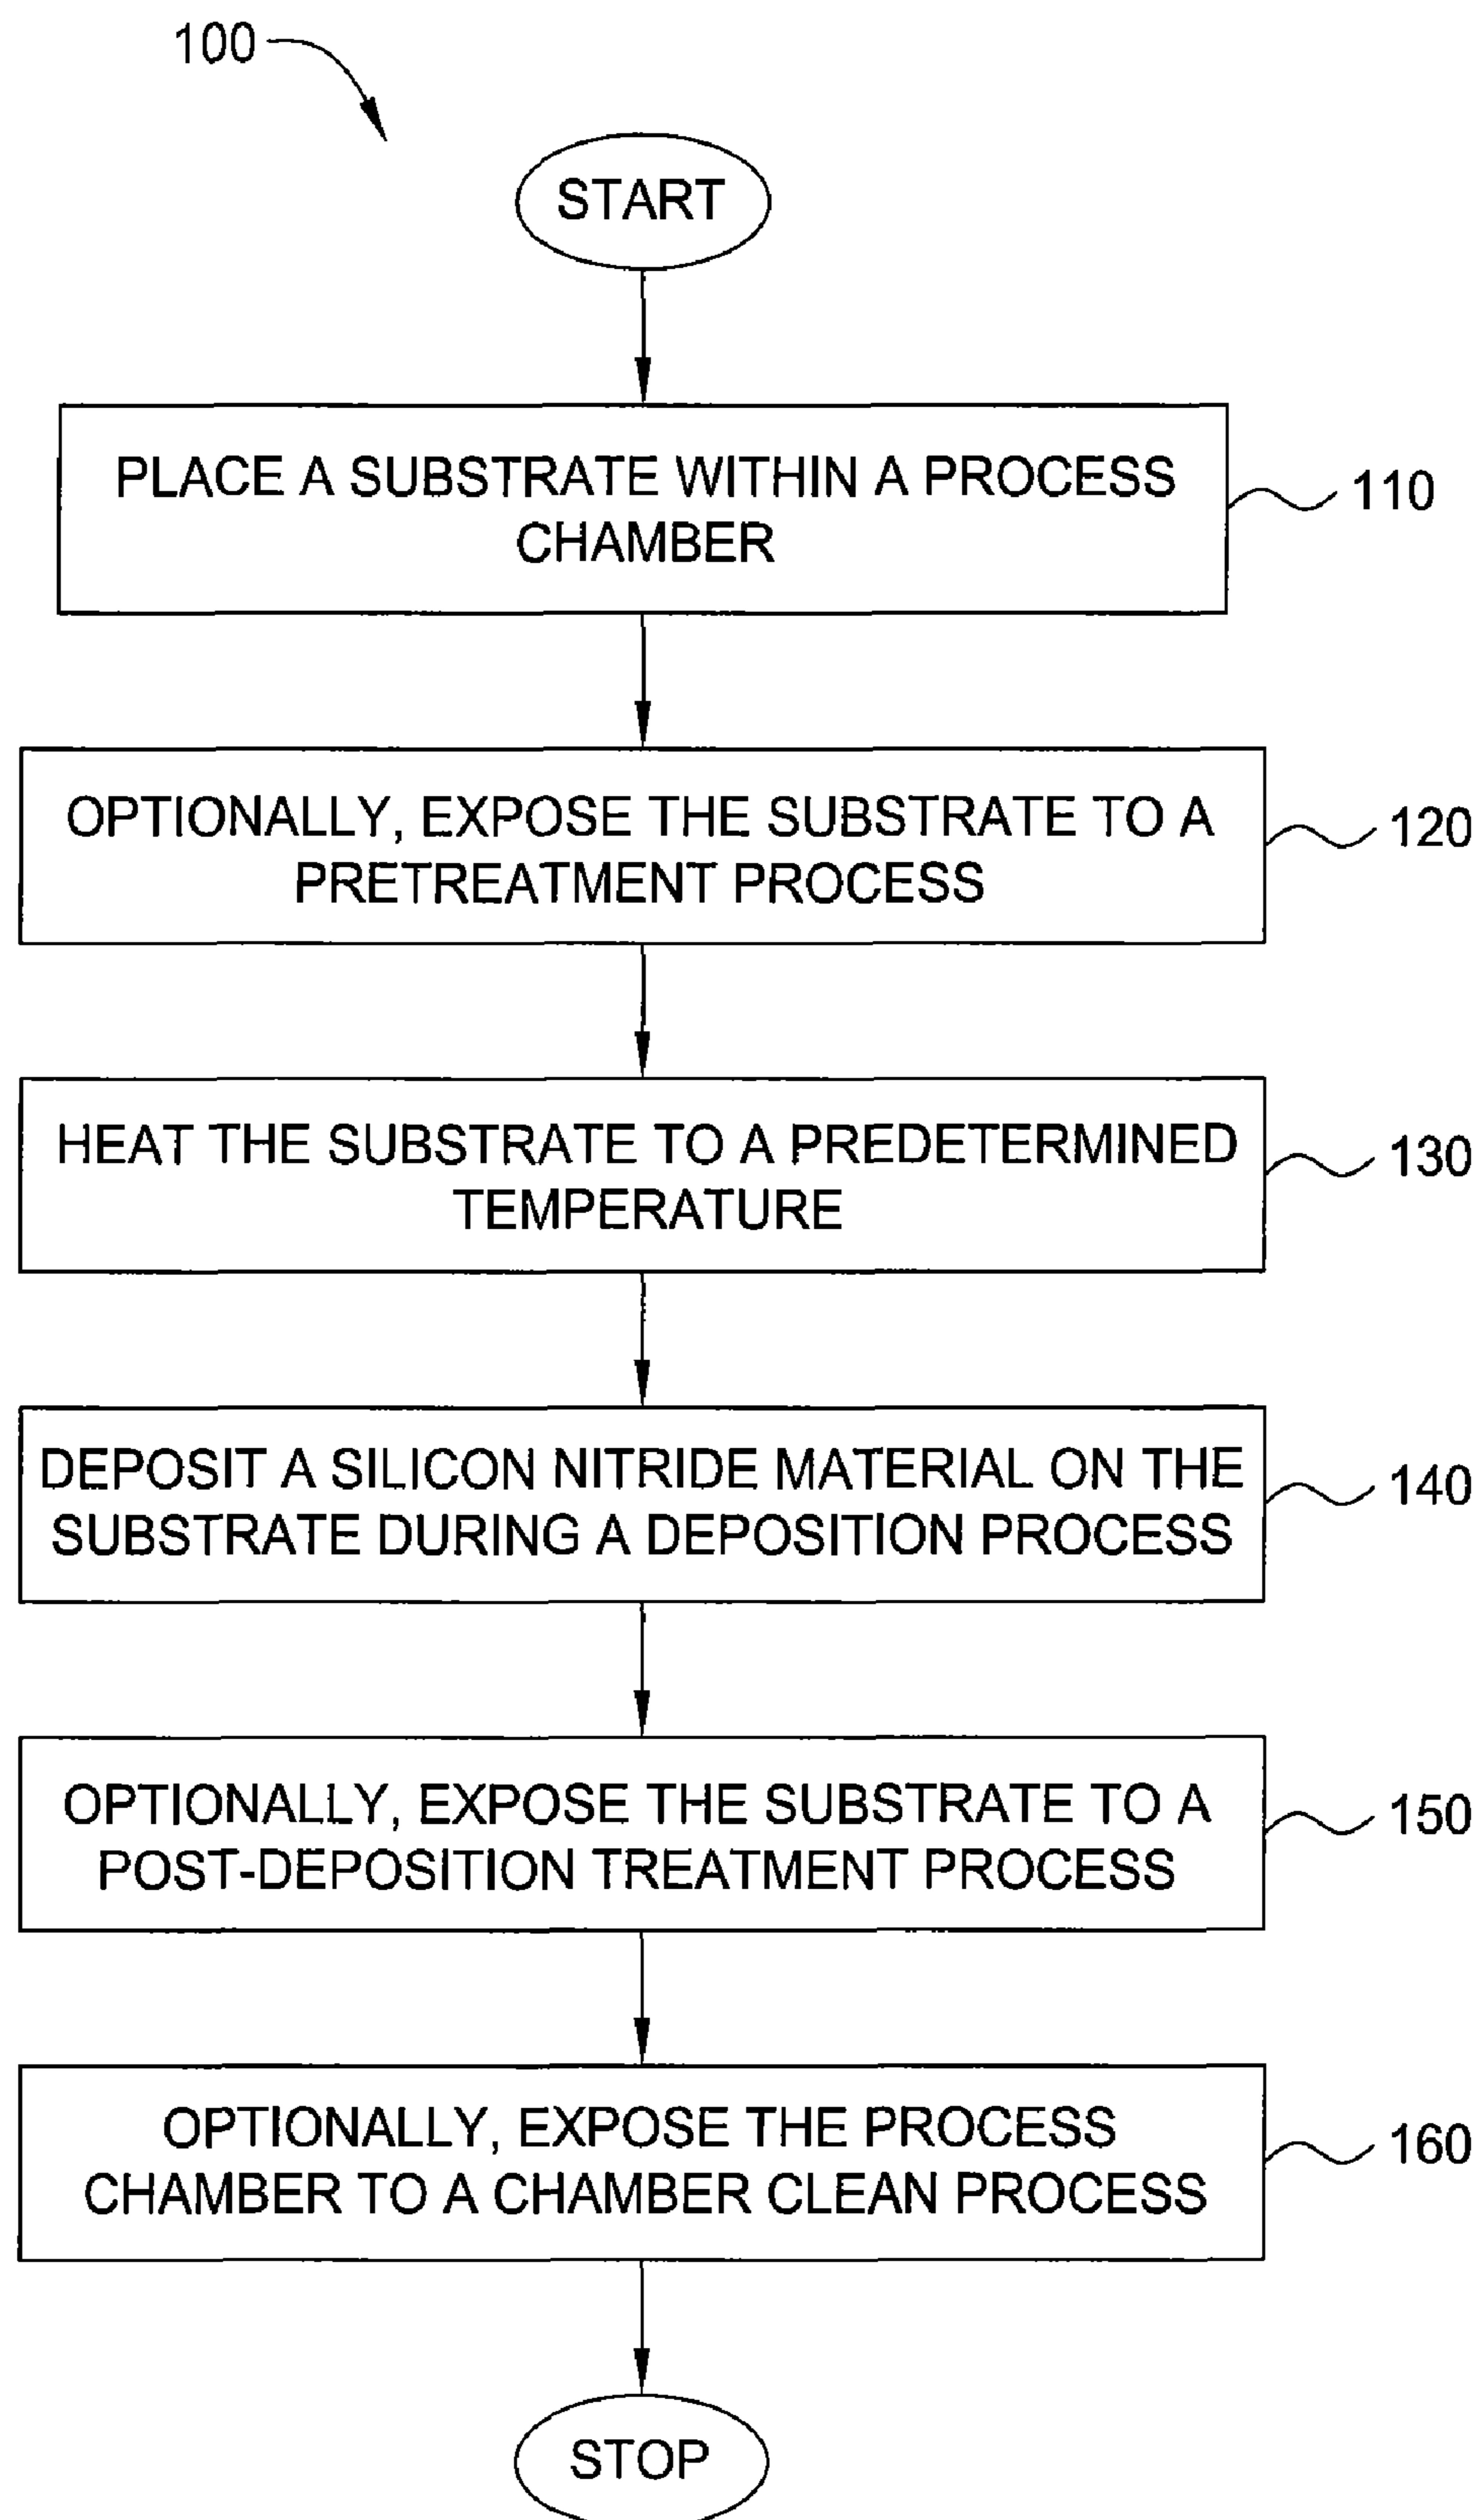 100
START
PLACE A SUBSTRATE WITHIN A PROCESS
CHAMBER
110
OPTIONALLY, EXPOSE THE SUBSTRATE TO A
PRETREATMENT PROCESS
120
HEAT THE SUBSTRATE TO A PREDETERMINED
TEMPERATURE
130
DEPOSIT A SILICON NITRIDE MATERIAL ON THE
SUBSTRATE DURING A DEPOSITION PROCESS
140
OPTIONALLY, EXPOSE THE SUBSTRATE TO A
POST-DEPOSITION TREATMENT PROCESS
150
OPTIONALLY, EXPOSE THE PROCESS
CHAMBER TO A CHAMBER CLEAN PROCESS
160
STOP